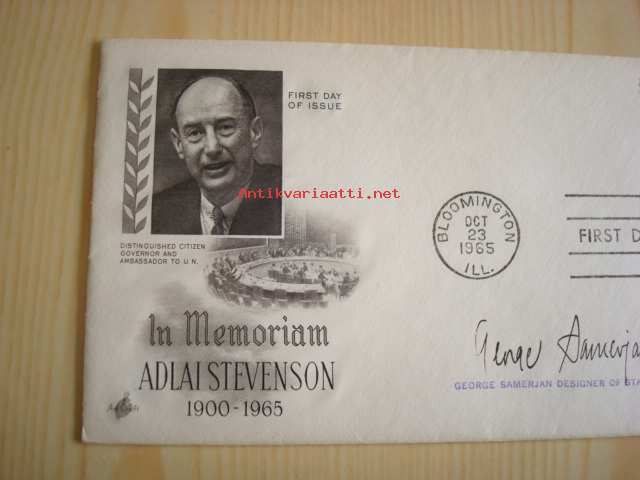 FIRST DAY
OF ISSUE
Antikvariaatti.net
DISTINGUISHED CITIZEN
GOVERNOR AND
AMBASSADOR TO U.N.
In Memoriam
ADLAI STEVENSON
1900-1965
BLOOMINGTON
OCT
23
1965
ILL.
FIRST D
George Samerja
GEORGE SAMERJAN DESIGNER OF STA